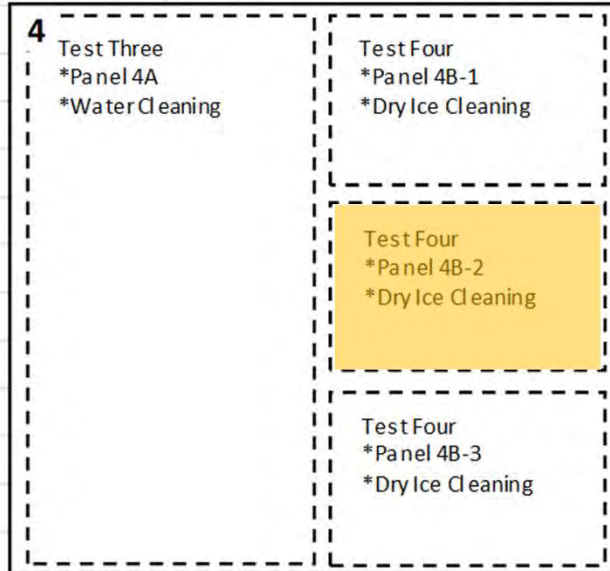 4
Test Three
*Panel 4A
*Water Cleaning
Test Four
*Panel 4B-1
*Dry Ice Cleaning
Test Four
*Panel 4B-2
*Dry Ice Cleaning
Test Four
*Panel 4B-3
*Dry Ice Cleaning